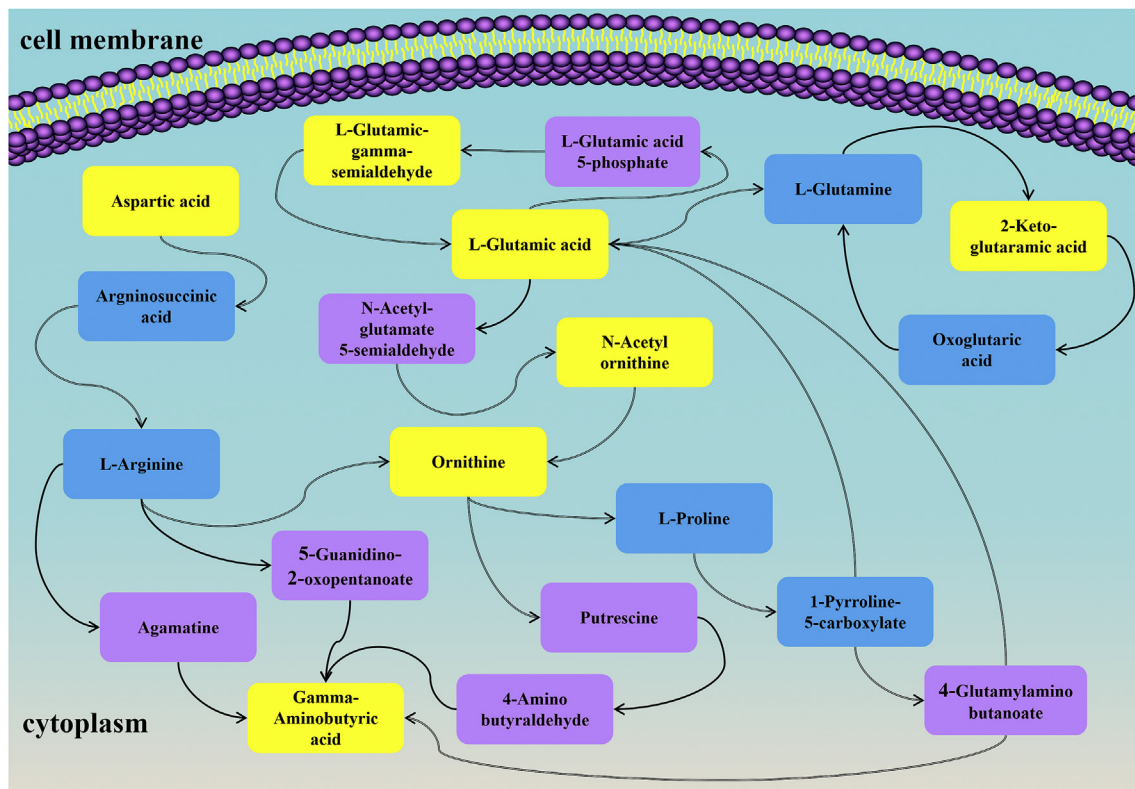 cell membrane
L-Glutamic-
gamma-
semialdehyde
L-Glutamic acid
5-phosphate
L-Glutamine
Aspartic acid
L-Glutamic acid
2-Keto-
glutaramic acid
Argninosuccinic
acid
N-Acetyl-
glutamate
5-semialdehyde
N-Acetyl
ornithine
Oxoglutaric
acid
L-Arginine
Ornithine
L-Proline
5-Guanidino-
2-oxopentanoate
1-Pyrroline-
5-carboxylate
Agamatine
Putrescine
Gamma-
Aminobutyric
acid
4-Amino
butyraldehyde
4-Glutamylamino
butanoate
cytoplasm